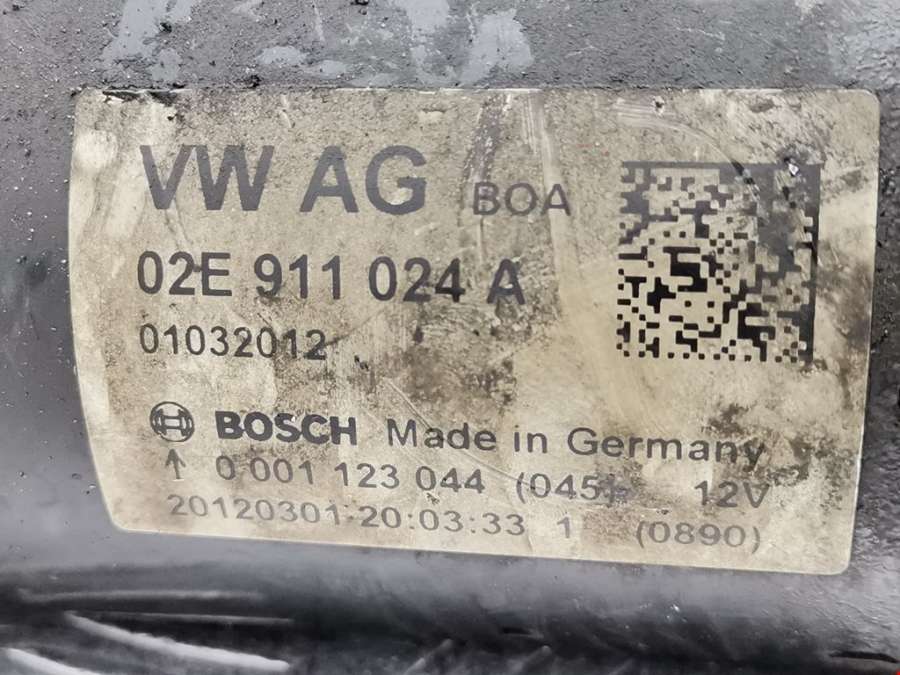 VW AG BOA
02E 911 024 A
01032012
BOSCH Made in Germany
↑ 0 001 123 044 (045) 12V
20120301-20:03:33 1 (0890)